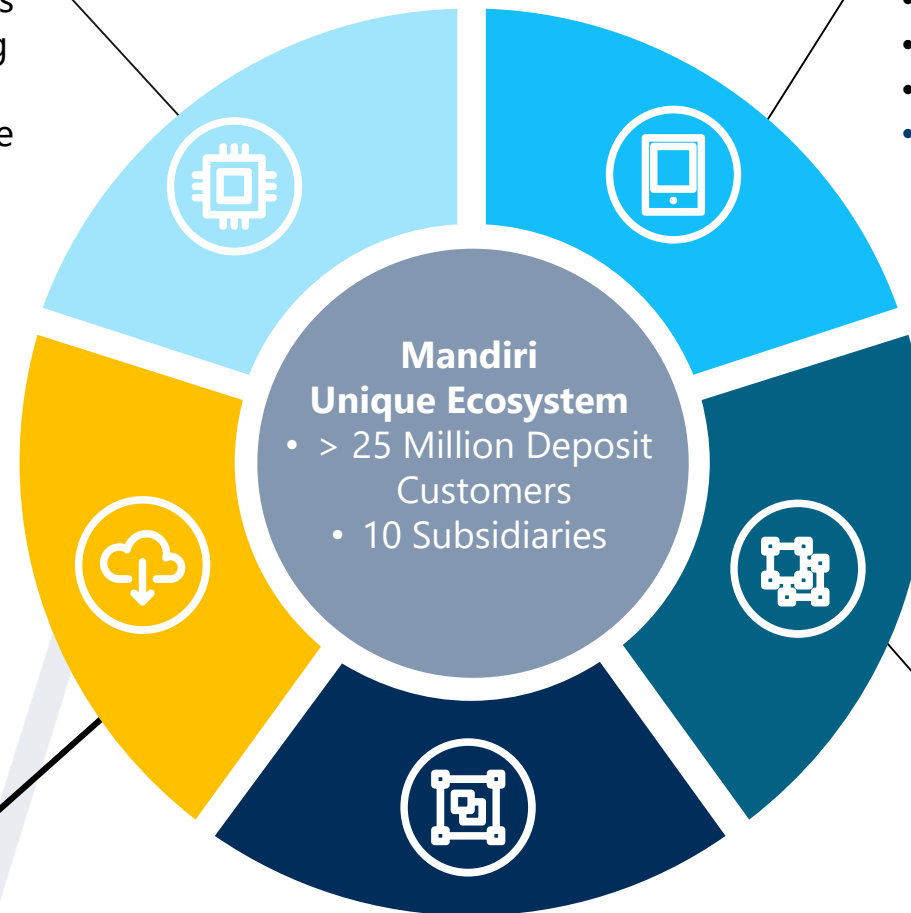 Mandiri
Unique Ecosystem
• > 25 Million Deposit
Customers
• 10 Subsidiaries